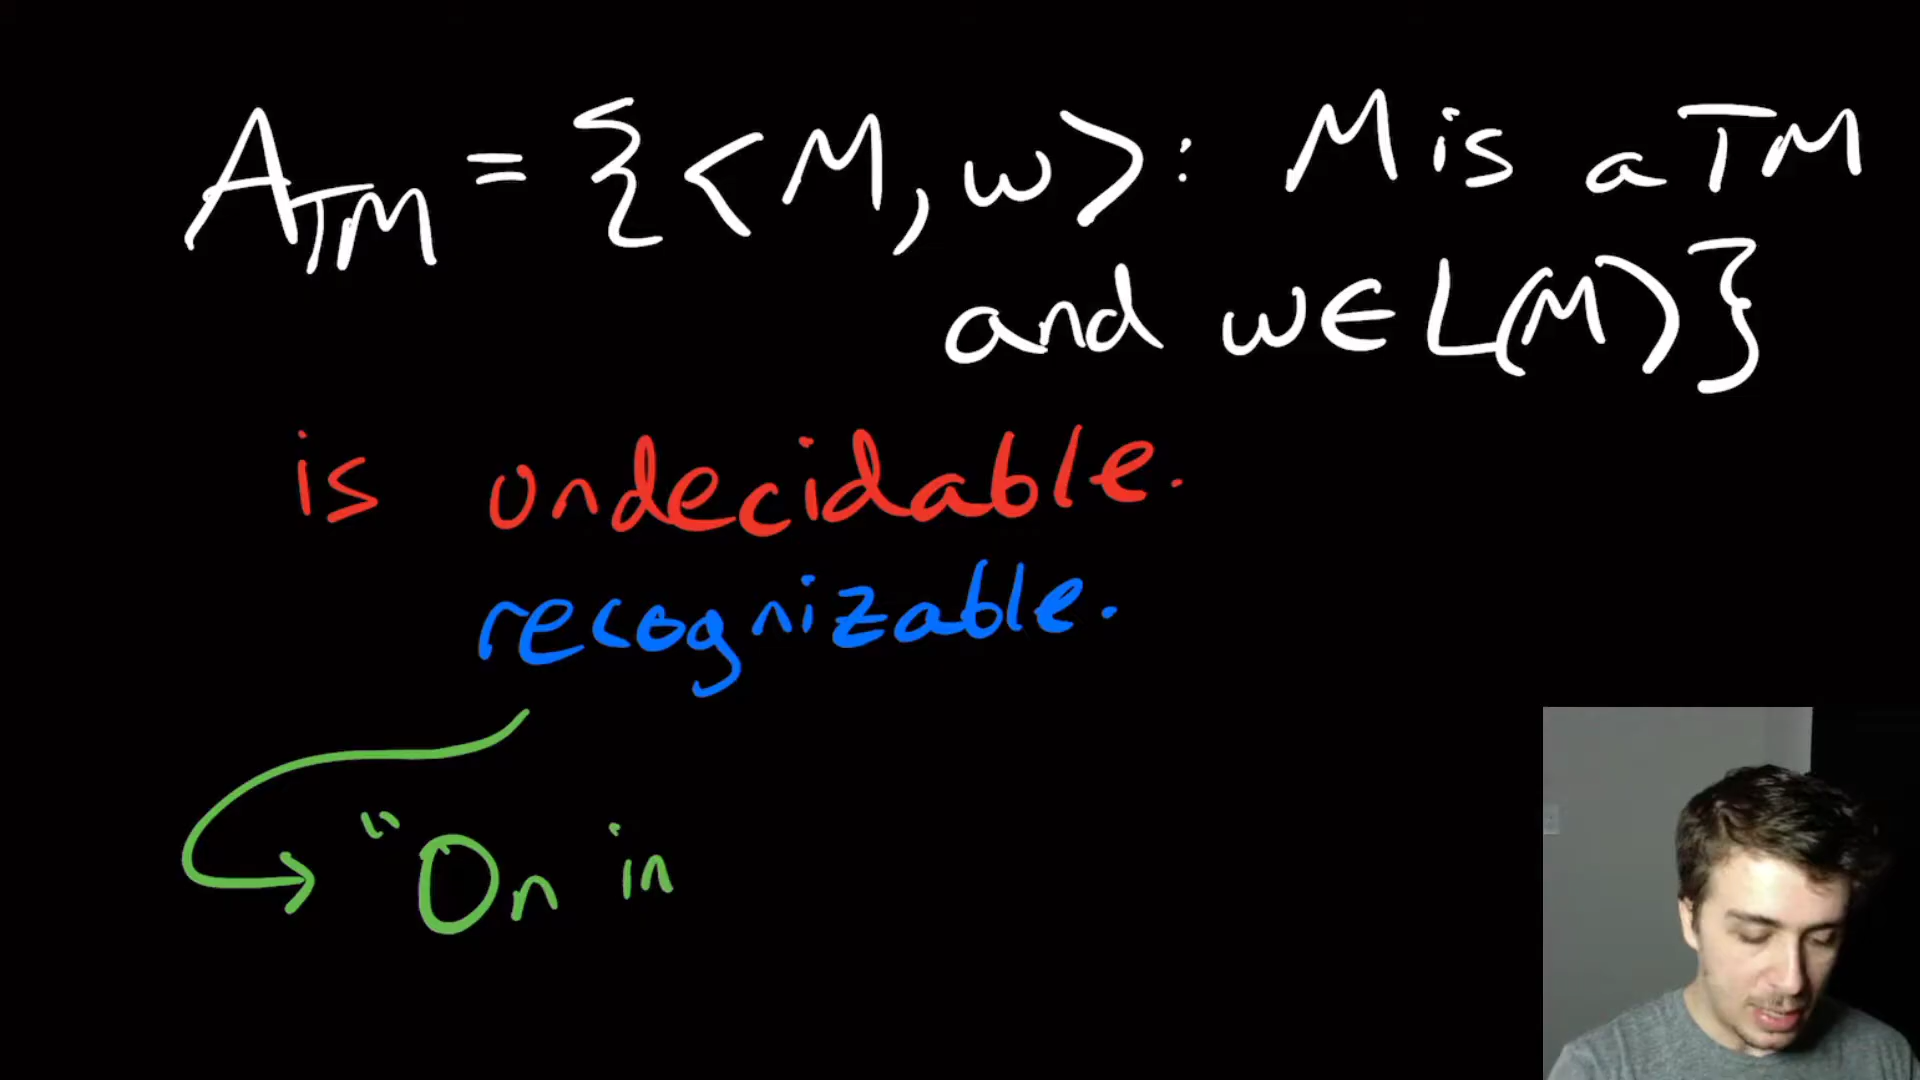 A_TM = {<M, w>: M is a TM
and w ∈ L(M)}
is undecidable.
recognizable.
"On in